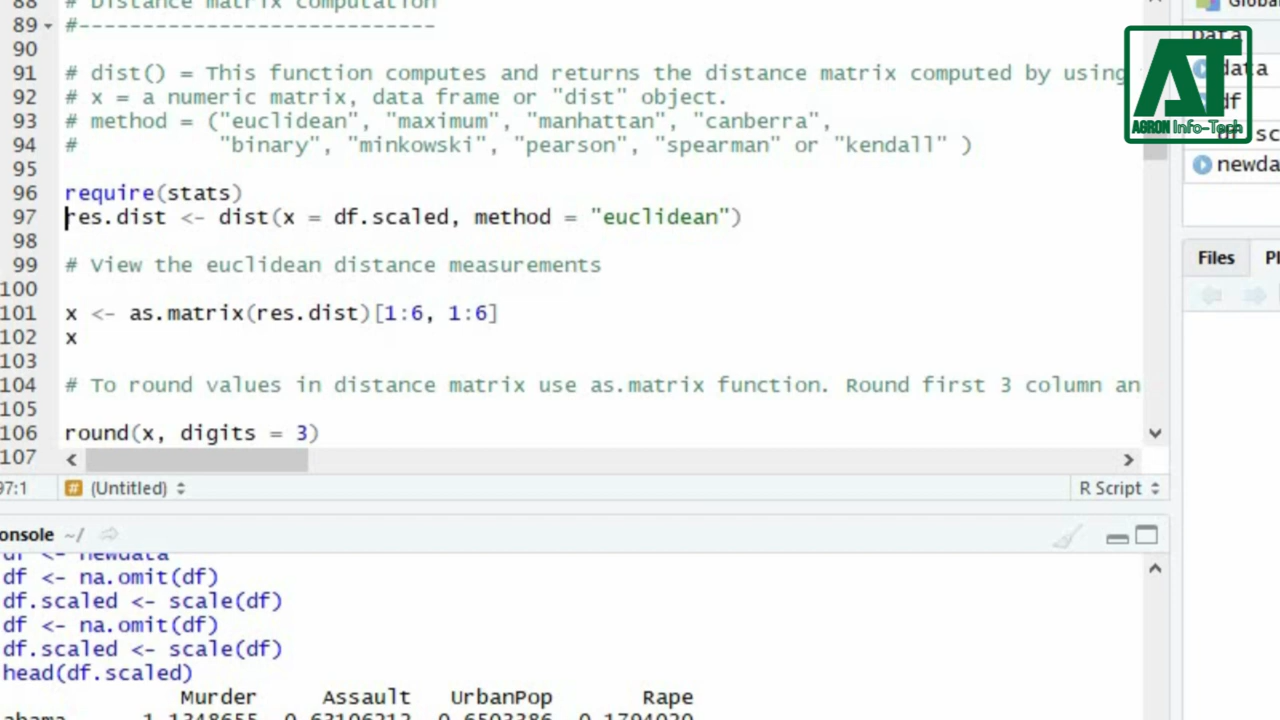 88 # Distance matrix computation
89 #----------------------------
90
91 # dist() = This function computes and returns the distance matrix computed by using
92 # x = a numeric matrix, data frame or "dist" object.
93 # method = ("euclidean", "maximum", "manhattan", "canberra",
94 # "binary", "minkowski", "pearson", "spearman" or "kendall" )
95
96 require(stats)
97 res.dist <- dist(x = df.scaled, method = "euclidean")
98
99 # View the euclidean distance measurements
100
101 x <- as.matrix(res.dist)[1:6, 1:6]
102 x
103
104 # To round values in distance matrix use as.matrix function. Round first 3 column an
105
106 round(x, digits = 3)
107
97:1 (Untitled) R Script
onsole ~/
df <- newdata
df <- na.omit(df)
df.scaled <- scale(df)
df <- na.omit(df)
df.scaled <- scale(df)
head(df.scaled)
Murder Assault UrbanPop Rape
Globa
Data
data
df
df.sc
newda
Files
AT
AGRON Info-Tech